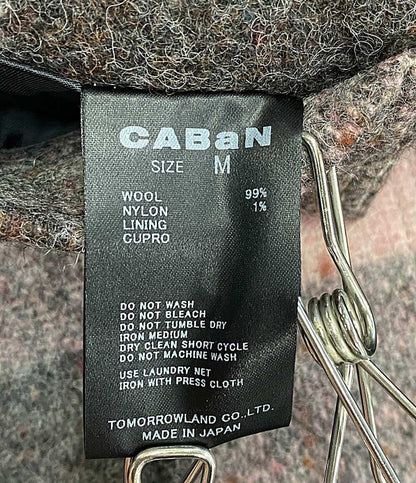 CABaN
SIZE M
WOOL 99%
NYLON 1%
LINING
CUPRO
DO NOT WASH
DO NOT BLEACH
DO NOT TUMBLE DRY
IRON MEDIUM
DRY CLEAN SHORT CYCLE
DO NOT MACHINE WASH
USE LAUNDRY NET
IRON WITH PRESS CLOTH
TOMORROWLAND CO.,LTD.
MADE IN JAPAN